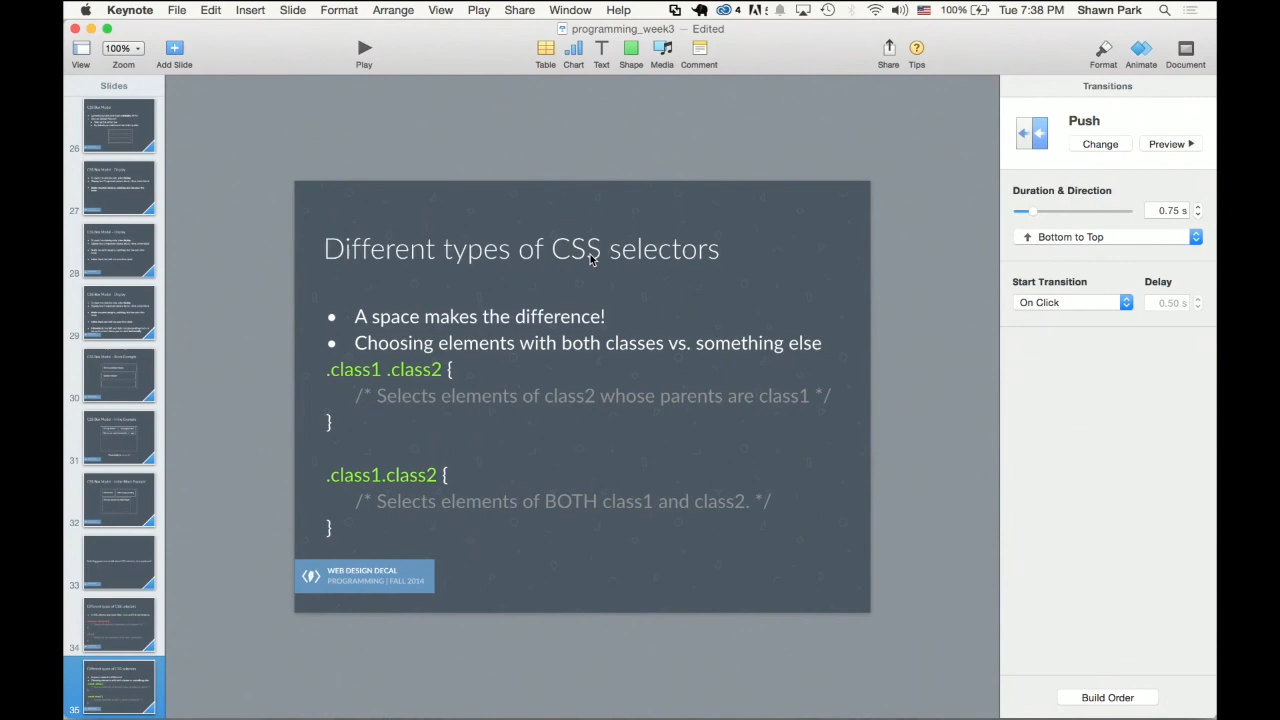 Keynote File Edit Insert Slide Format Arrange View Play Share Window Help 4 100% Tue 7:38 PM Shawn Park
programming_week3 — Edited
100%
View Zoom Add Slide Play Table Chart Text Shape Media Comment Share Tips Format Animate Document
Slides
Transitions
Push
Change Preview
Duration & Direction
0.75 s
Bottom to Top
Start Transition Delay
On Click 0.50 s
Build Order
26
27
28
29
30
31
32
33
34
35
Different types of CSS selectors
• A space makes the difference!
• Choosing elements with both classes vs. something else
.class1 .class2 {
/* Selects elements of class2 whose parents are class1 */
}
.class1.class2 {
/* Selects elements of BOTH class1 and class2. */
}
WEB DESIGN DECAL
PROGRAMMING | FALL 2014